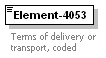 Element-4053
Terms of delivery or
transport, coded